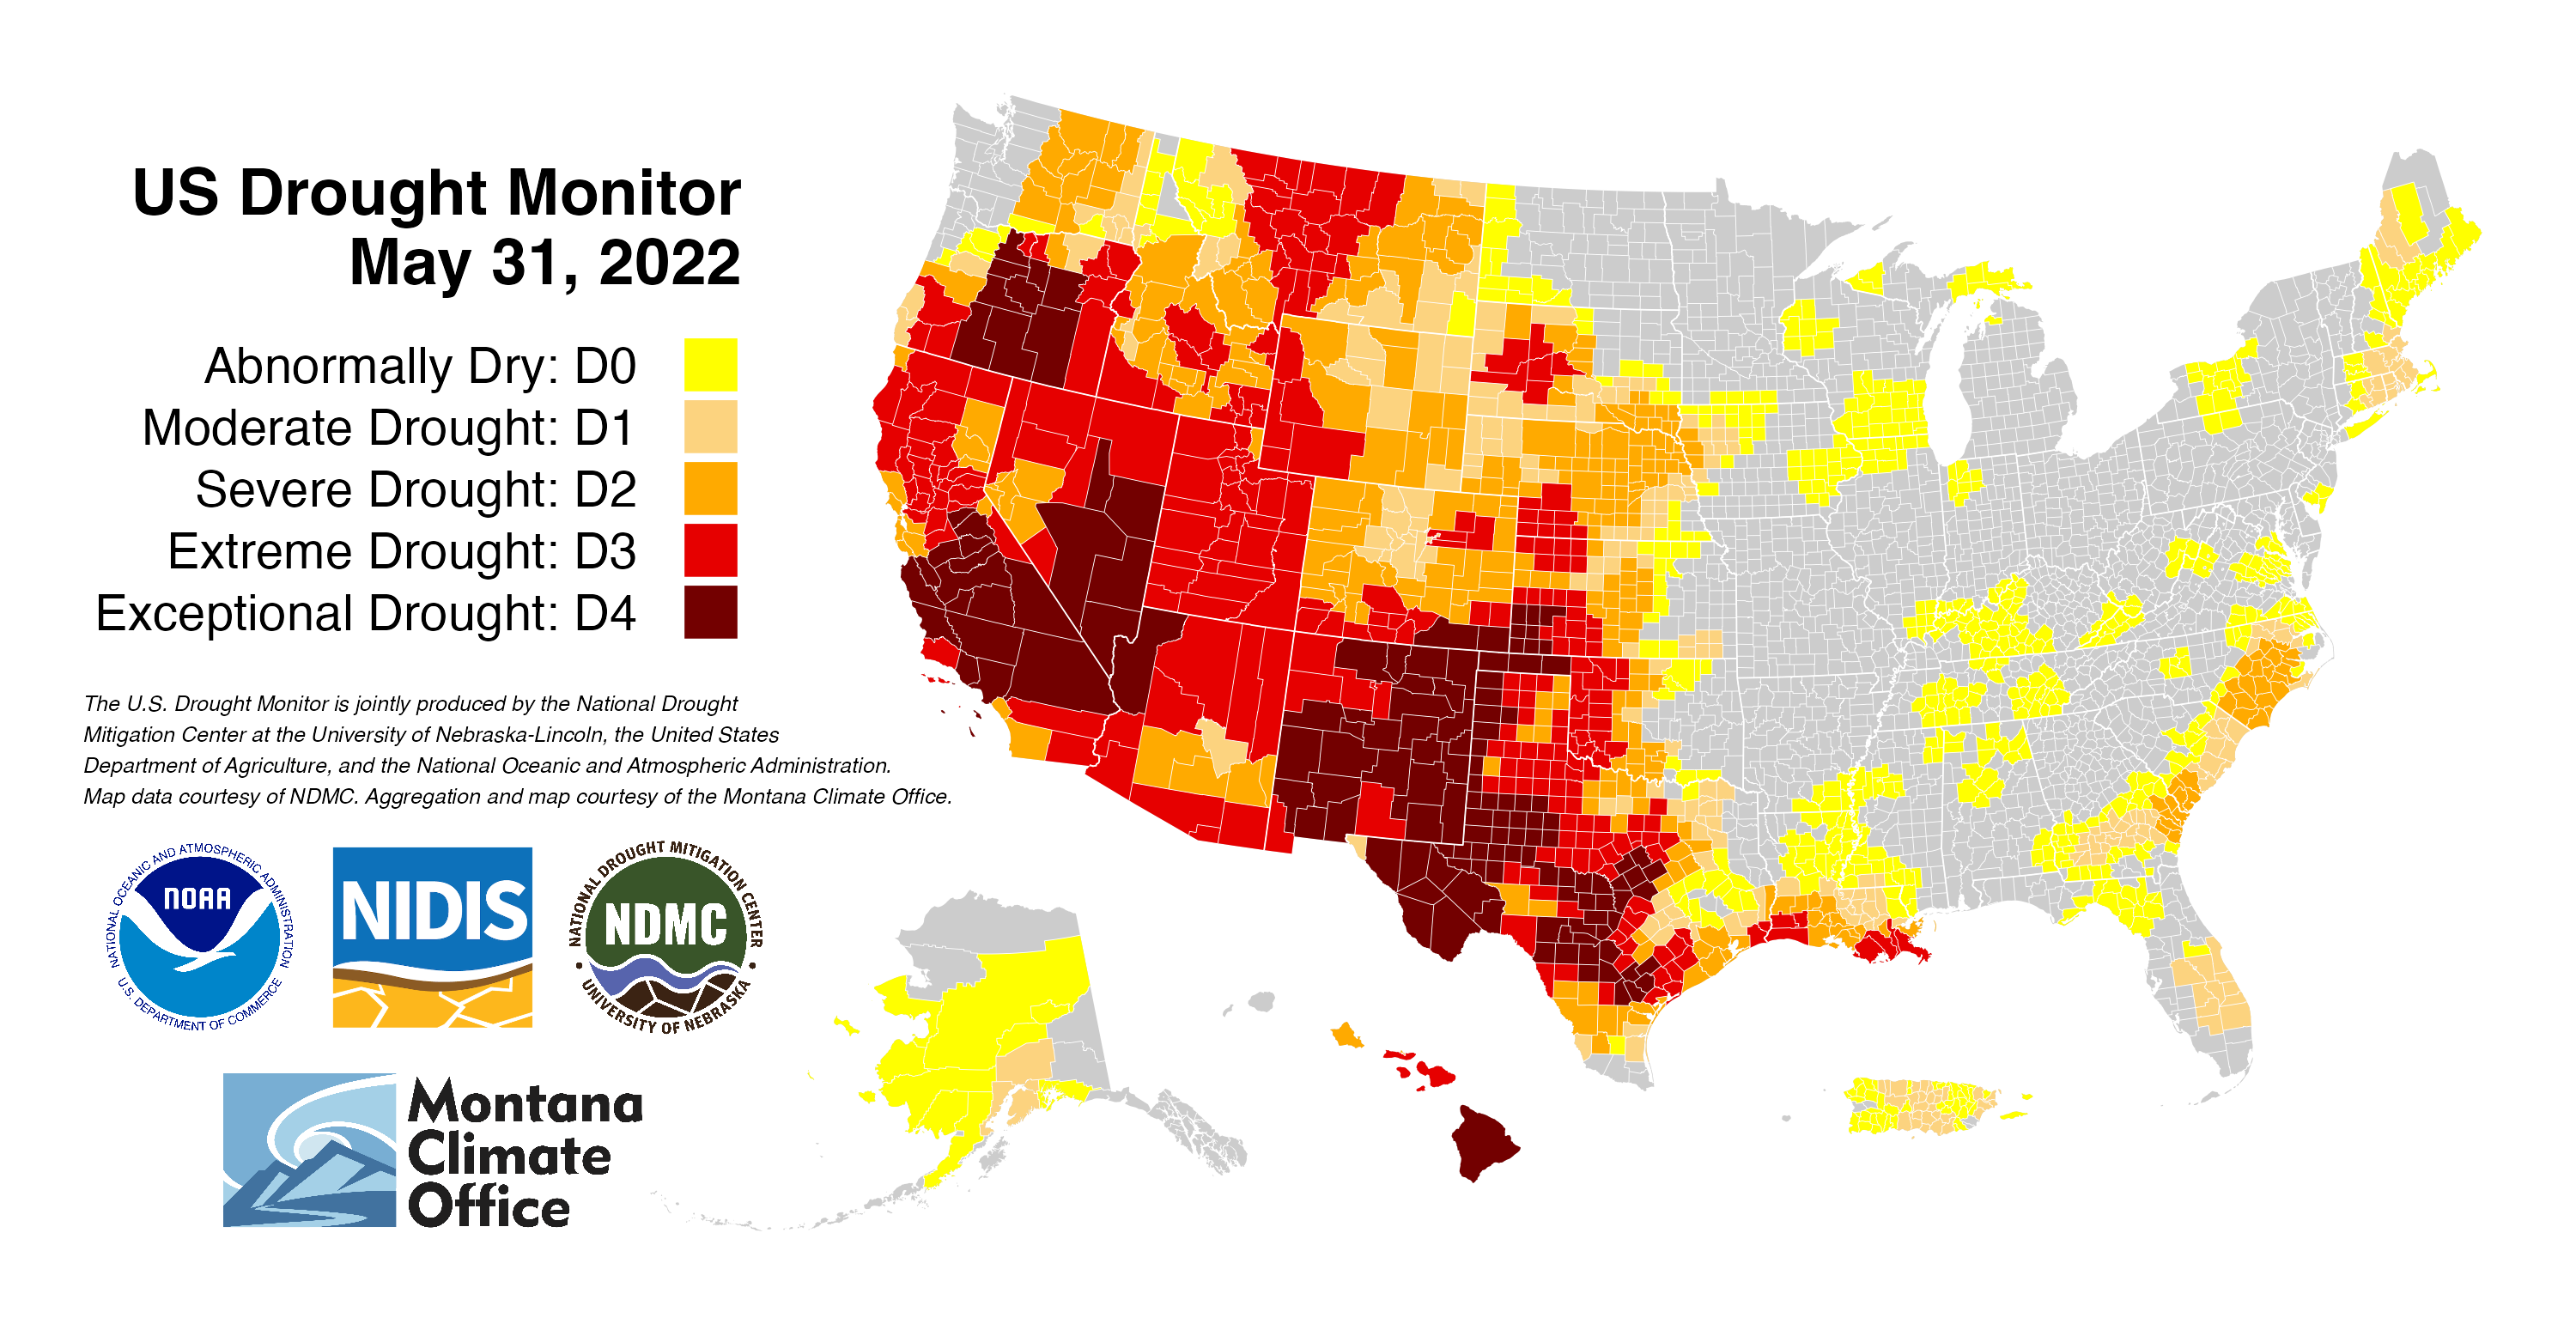 US Drought Monitor
May 31, 2022
Abnormally Dry: D0
Moderate Drought: D1
Severe Drought: D2
Extreme Drought: D3
Exceptional Drought: D4
The U.S. Drought Monitor is jointly produced by the National Drought
Mitigation Center at the University of Nebraska-Lincoln, the United States
Department of Agriculture, and the National Oceanic and Atmospheric Administration.
Map data courtesy of NDMC. Aggregation and map courtesy of the Montana Climate Office.
NATIONAL OCEANIC AND ATMOSPHERIC ADMINISTRATION
NOAA
U.S. DEPARTMENT OF COMMERCE
NIDIS
NATIONAL DROUGHT MITIGATION CENTER
NDMC
UNIVERSITY OF NEBRASKA
Montana
Climate
Office